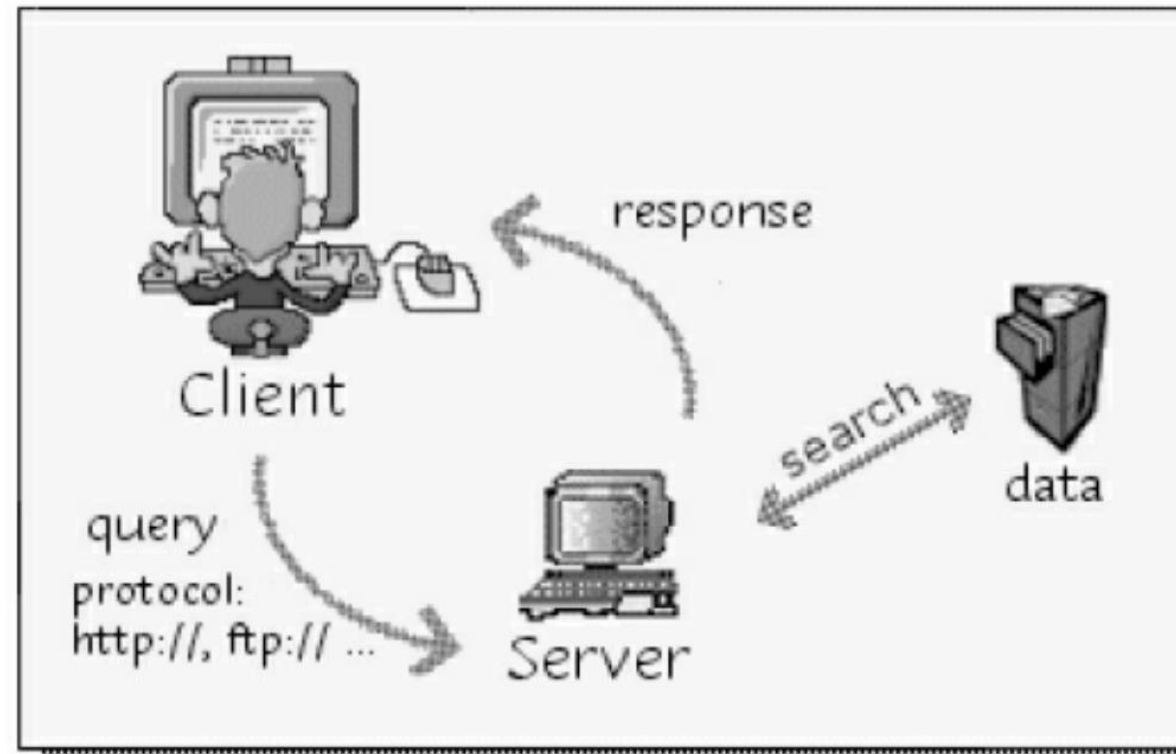 response
Client
search
data
query
protocol:
http://, ftp:// ...
Server